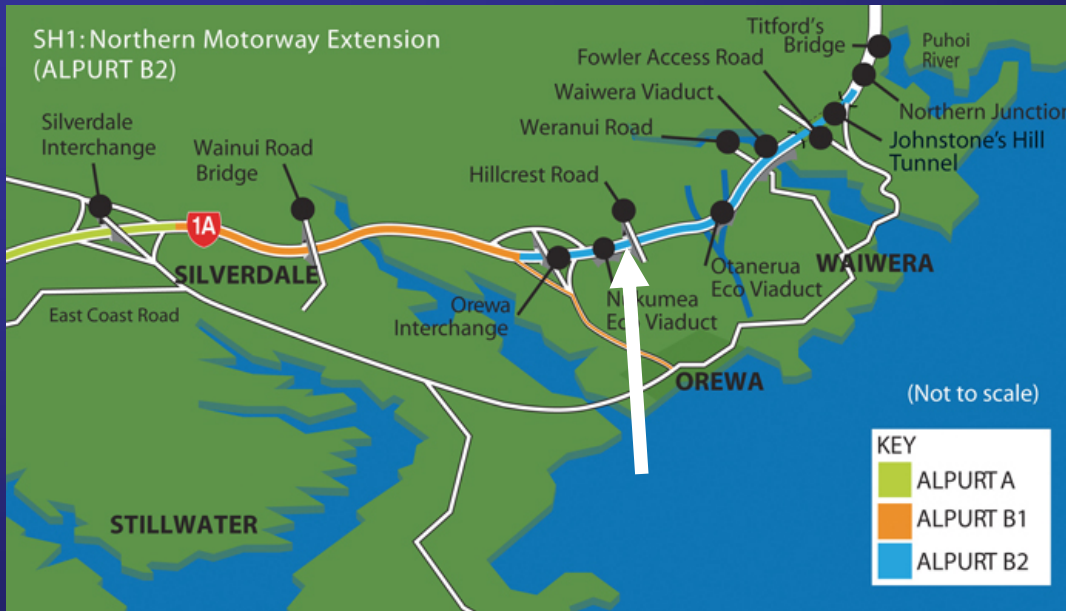 SH1: Northern Motorway Extension
(ALPURT B2)
Titford's
Bridge
Puhoi
River
Fowler Access Road
Waiwera Viaduct
Northern Junction
Weranui Road
Johnstone's Hill
Tunnel
Silverdale
Interchange
Wainui Road
Bridge
Hillcrest Road
1A
SILVERDALE
Otanerua
Eco Viaduct
WAIWERA
East Coast Road
Orewa
Interchange
Eco Viaduct
OREWA
(Not to scale)
KEY
ALPURT A
ALPURT B1
ALPURT B2
STILLWATER